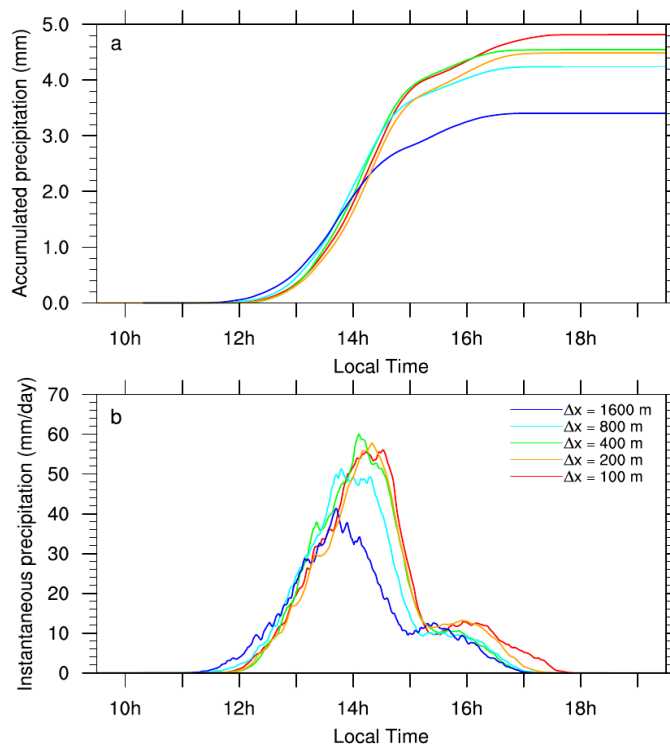 a
Accumulated precipitation (mm)
5.0
4.0
3.0
2.0
1.0
0.0
10h 12h 14h 16h 18h
Local Time
b
Instantaneous precipitation (mm/day)
70
60
50
40
30
20
10
0
Δx = 1600 m
Δx = 800 m
Δx = 400 m
Δx = 200 m
Δx = 100 m
10h 12h 14h 16h 18h
Local Time